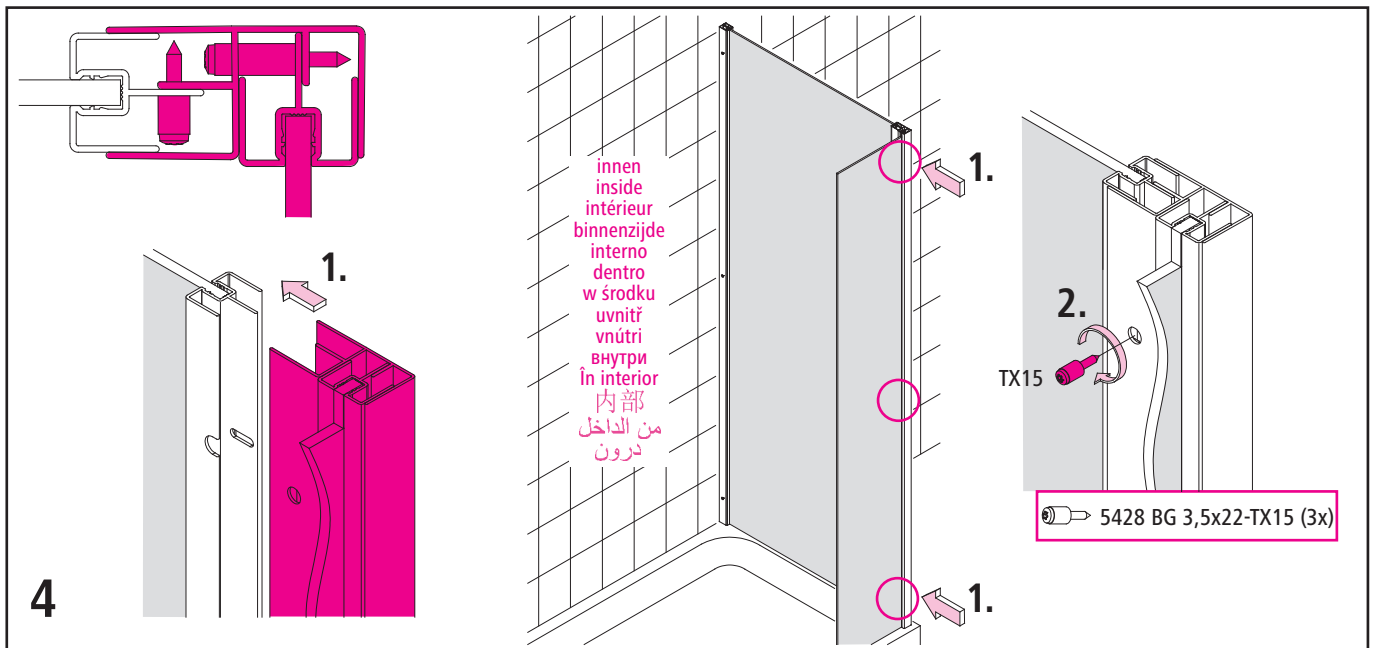 1.
innen
inside
intérieur
binnenzijde
interno
dentro
w środku
uvnitř
vnútri
внутри
În interior
内部
من الداخل
درون
1.
1.
2.
TX15
5428 BG 3,5x22-TX15 (3x)
4